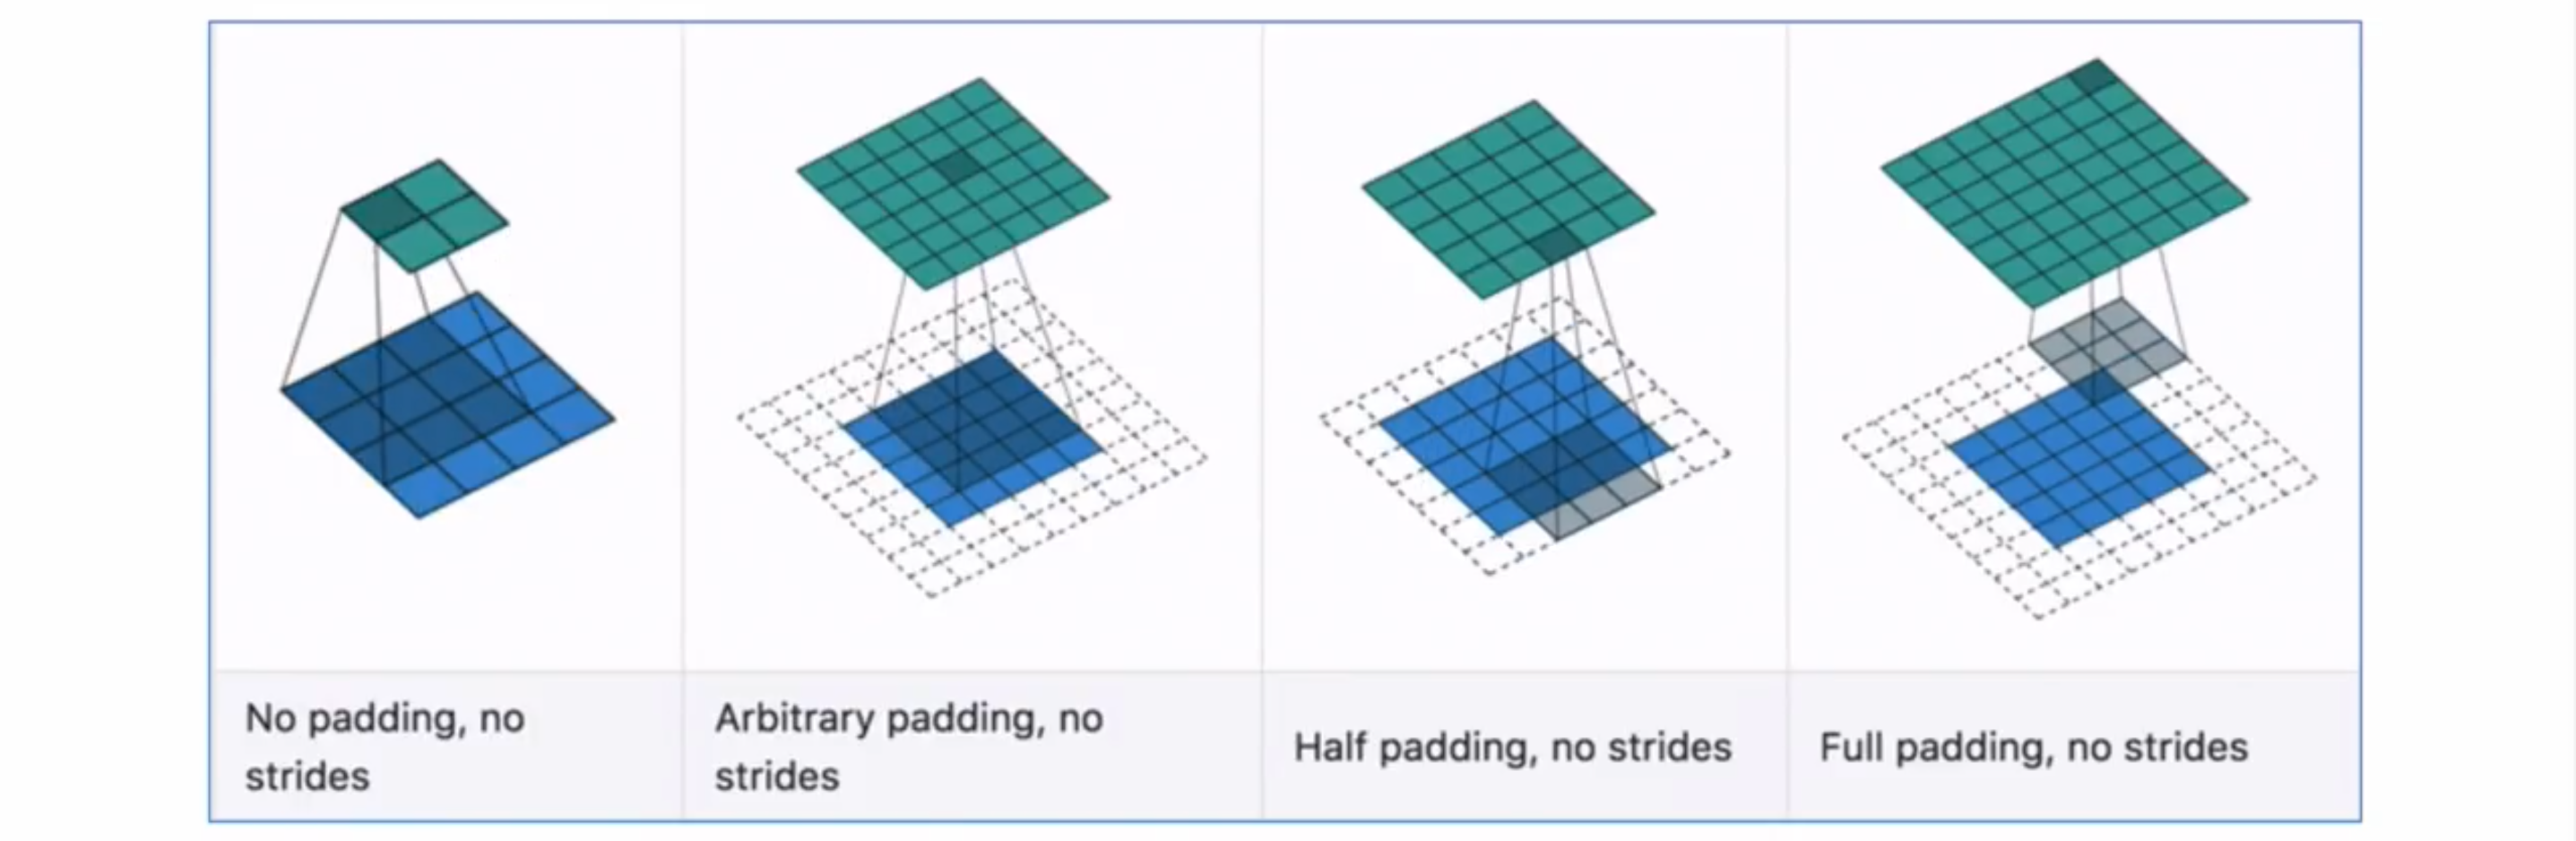 No padding, no
strides
Arbitrary padding, no
strides
Half padding, no strides
Full padding, no strides